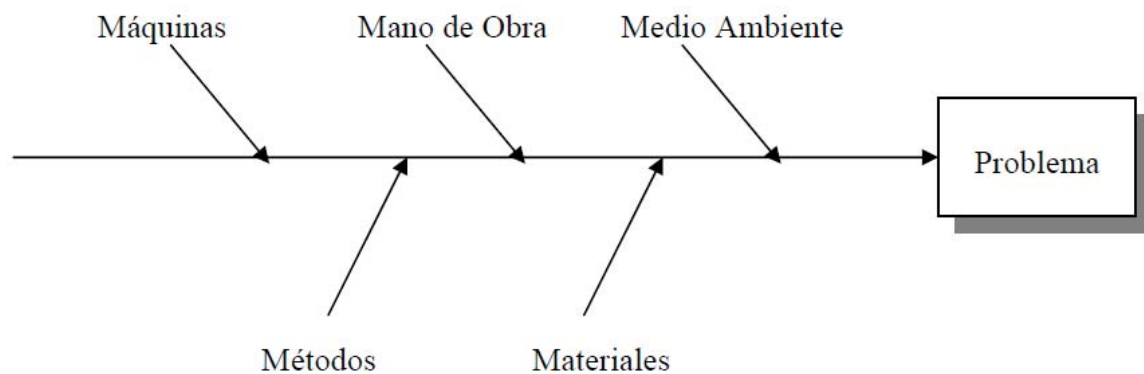 Máquinas
Mano de Obra
Medio Ambiente
Problema
Métodos
Materiales